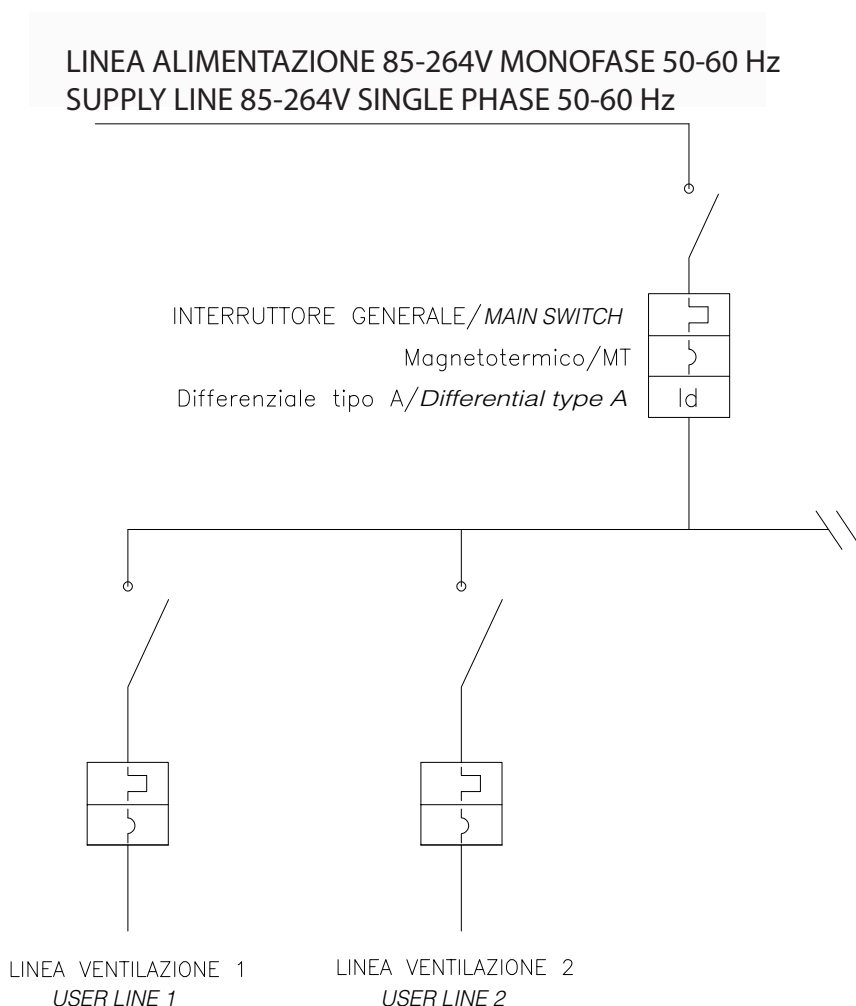 LINEA ALIMENTAZIONE 85-264V MONOFASE 50-60 Hz
SUPPLY LINE 85-264V SINGLE PHASE 50-60 Hz
INTERRUTTORE GENERALE/MAIN SWITCH
Magnetotermico/MT
Differenziale tipo A/Differential type A
Id
LINEA VENTILAZIONE 1
USER LINE 1
LINEA VENTILAZIONE 2
USER LINE 2